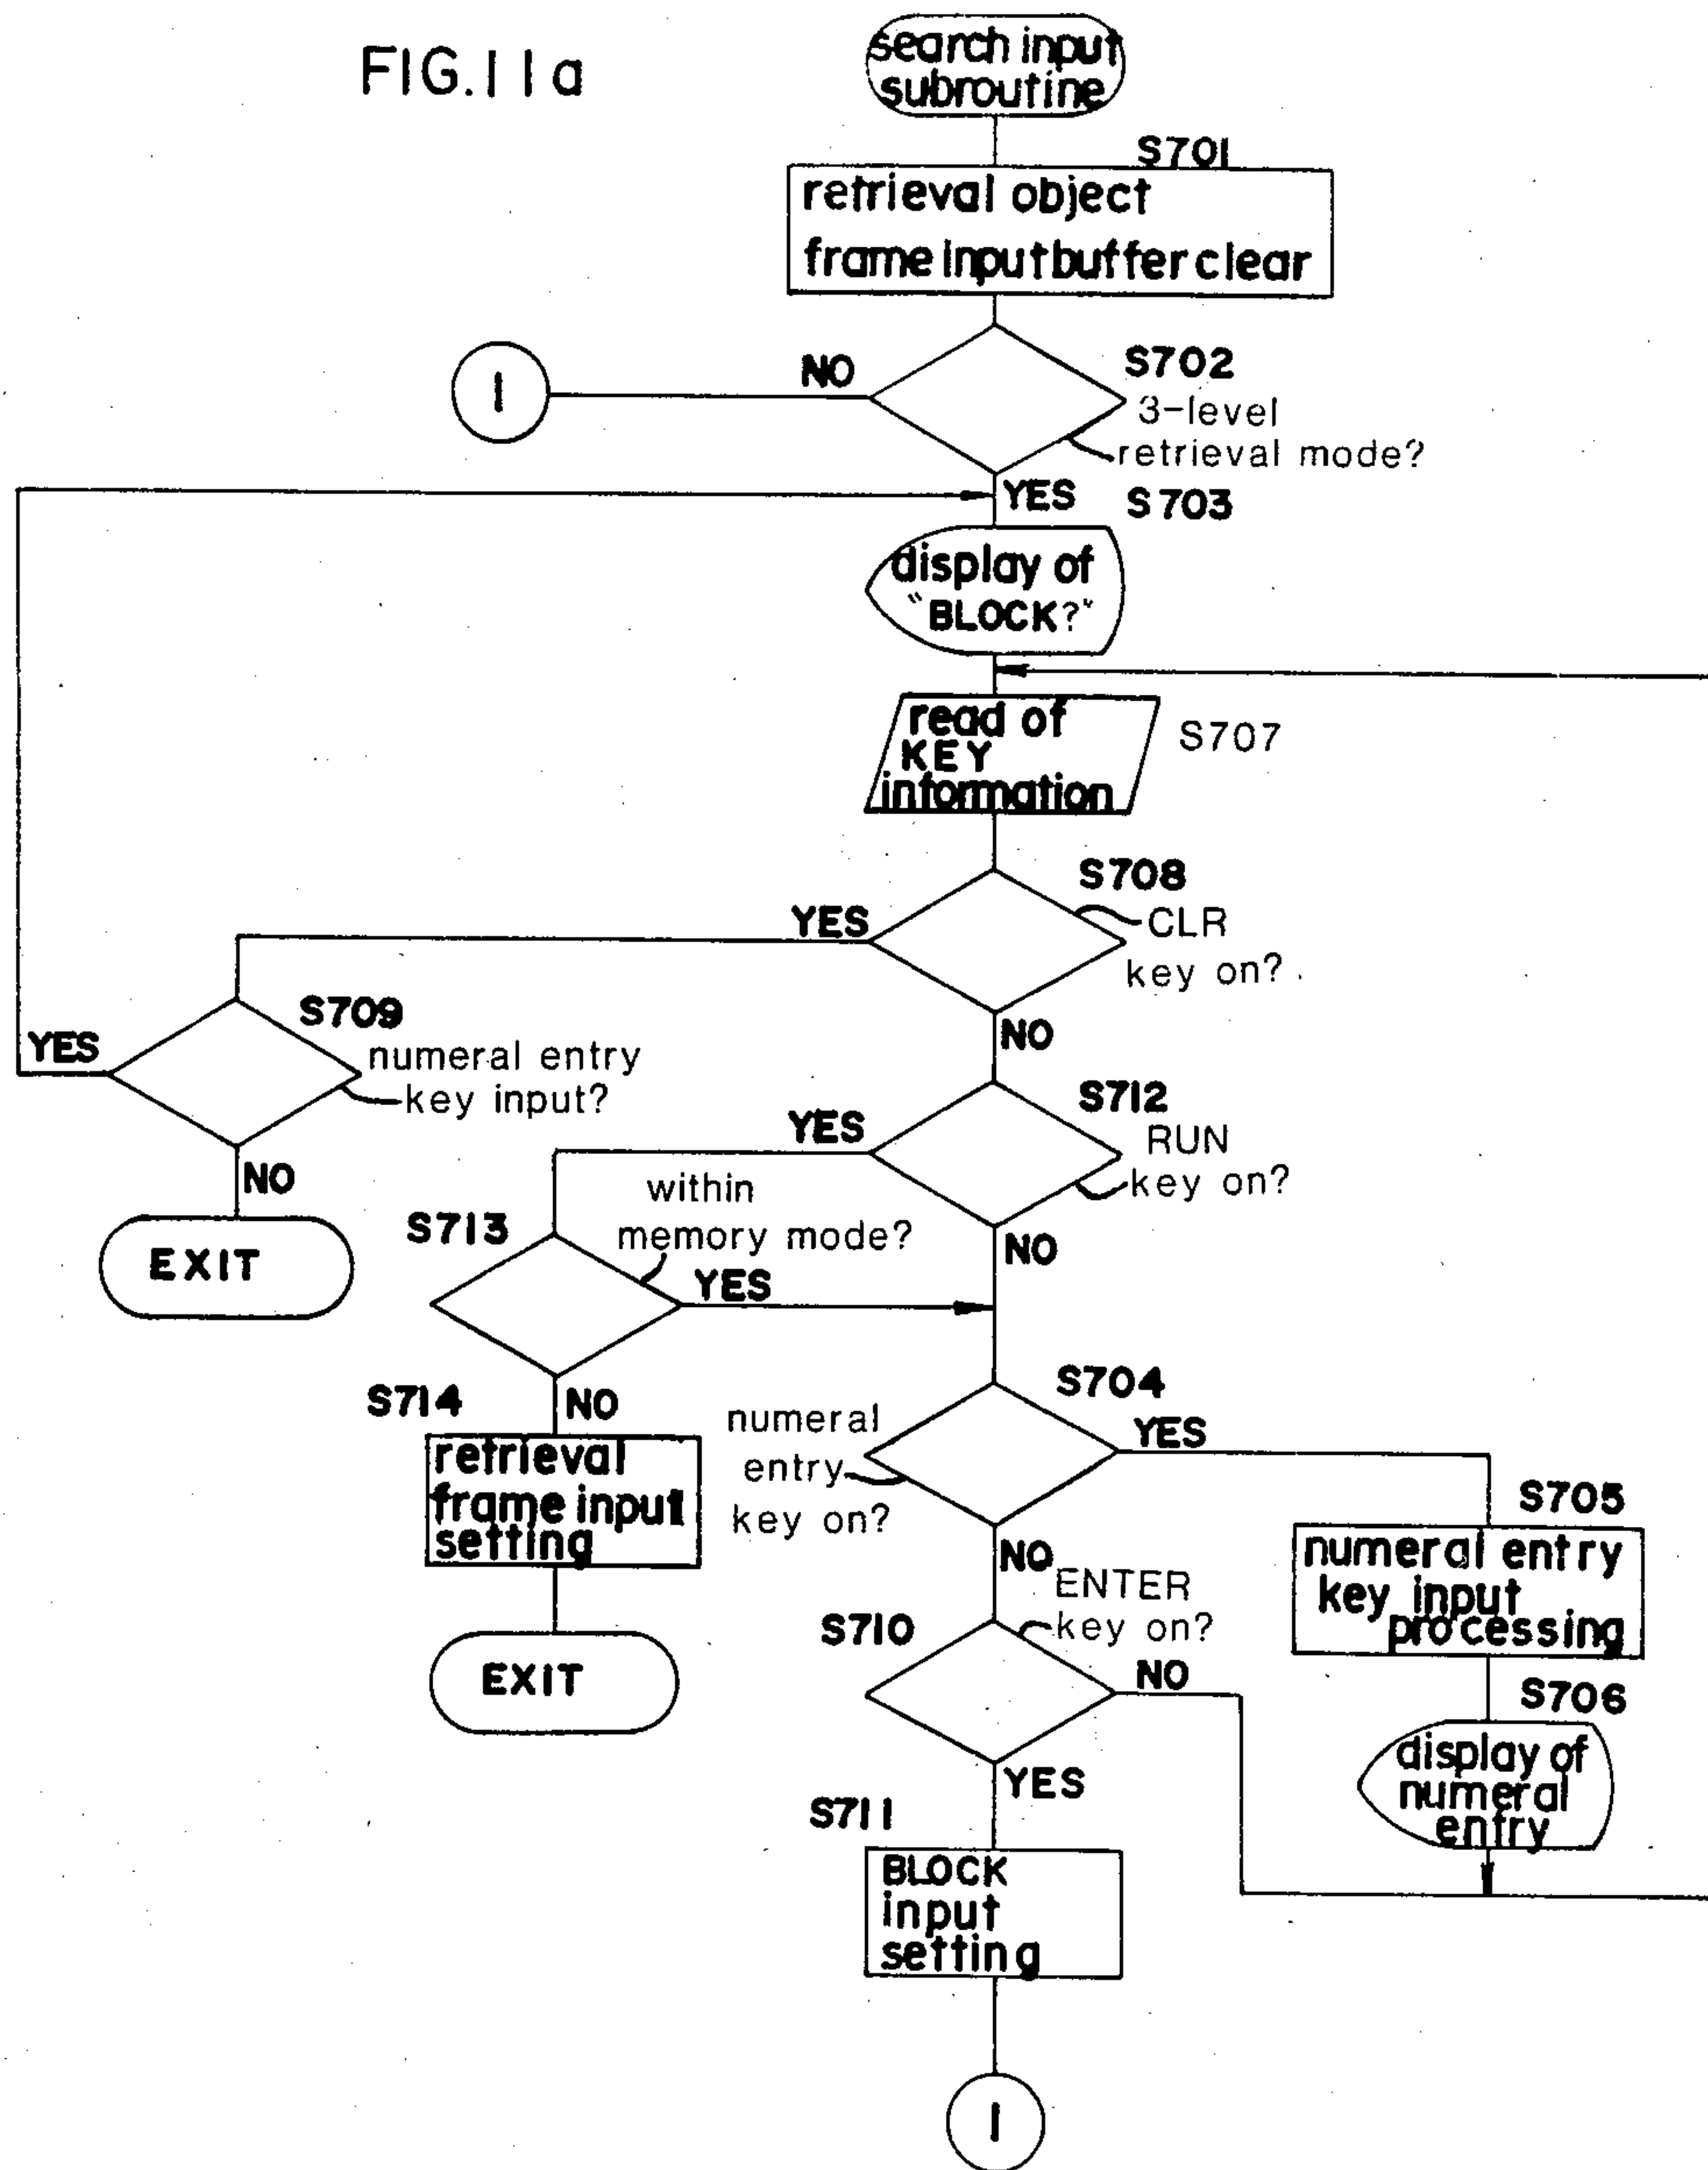 FIG.11a
search input
subroutine
S701
retrieval object
frame input buffer clear
1
NO
S702
3-level
retrieval mode?
YES
S703
display of
"BLOCK?"
read of
KEY
information
S707
S708
CLR
key on?
YES
NO
S709
YES
numeral entry
key input?
NO
EXIT
S712
RUN
key on?
YES
NO
within
memory mode?
S713
YES
NO
S714
retrieval
frame input
setting
EXIT
S704
numeral
entry
key on?
YES
NO
S705
numeral entry
key input
processing
S706
display of
numeral
entry
ENTER
key on?
S710
NO
YES
S711
BLOCK
input
setting
1